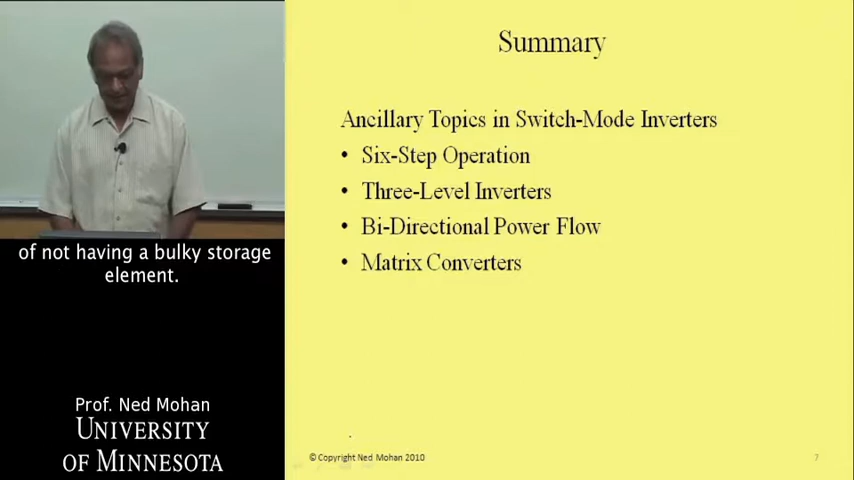 Summary
Ancillary Topics in Switch-Mode Inverters
• Six-Step Operation
• Three-Level Inverters
• Bi-Directional Power Flow
• Matrix Converters
of not having a bulky storage
element.
Prof. Ned Mohan
UNIVERSITY
OF MINNESOTA
© Copyright Ned Mohan 2010
7